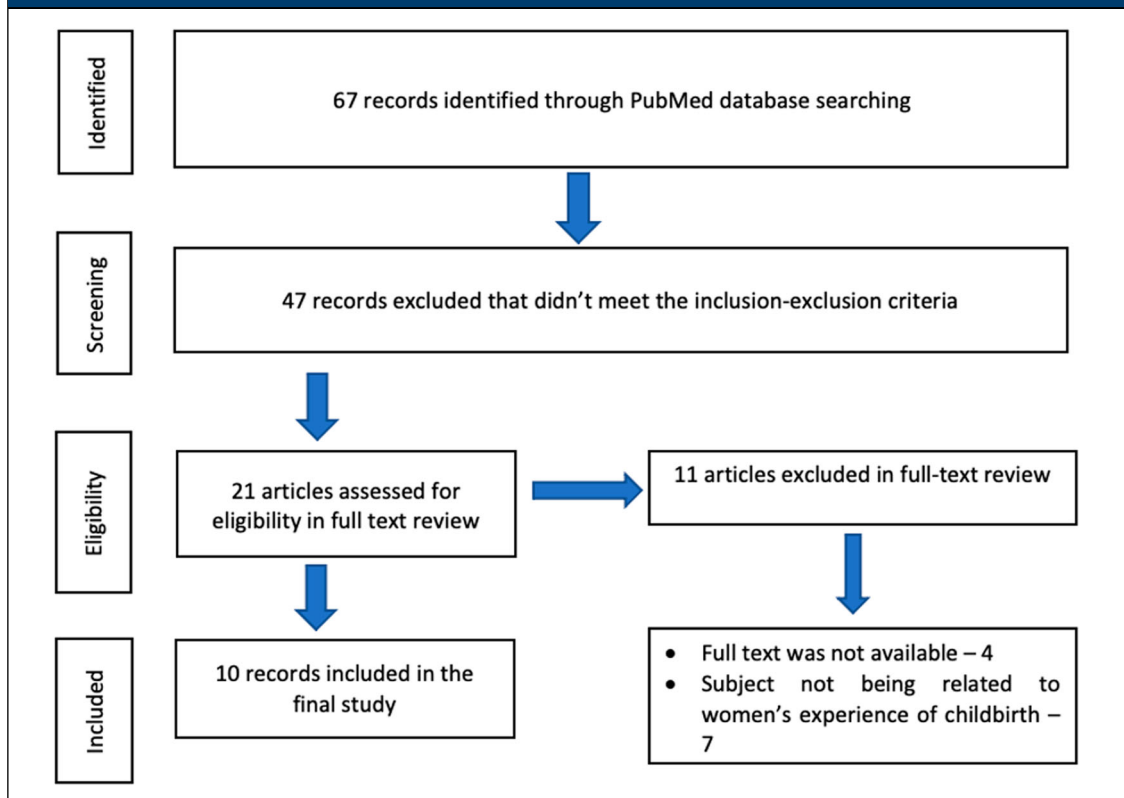 Identified
67 records identified through PubMed database searching
Screening
47 records excluded that didn't meet the inclusion-exclusion criteria
Eligibility
21 articles assessed for
eligibility in full text review
11 articles excluded in full-text review
Included
10 records included in the
final study
• Full text was not available – 4
• Subject not being related to
women's experience of childbirth –
7